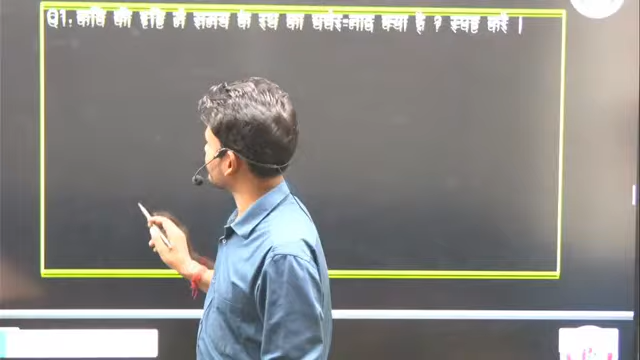 Q1. कवि की दृष्टि में समय के रथ का घर्घर-नाद क्या है ? स्पष्ट करें ।